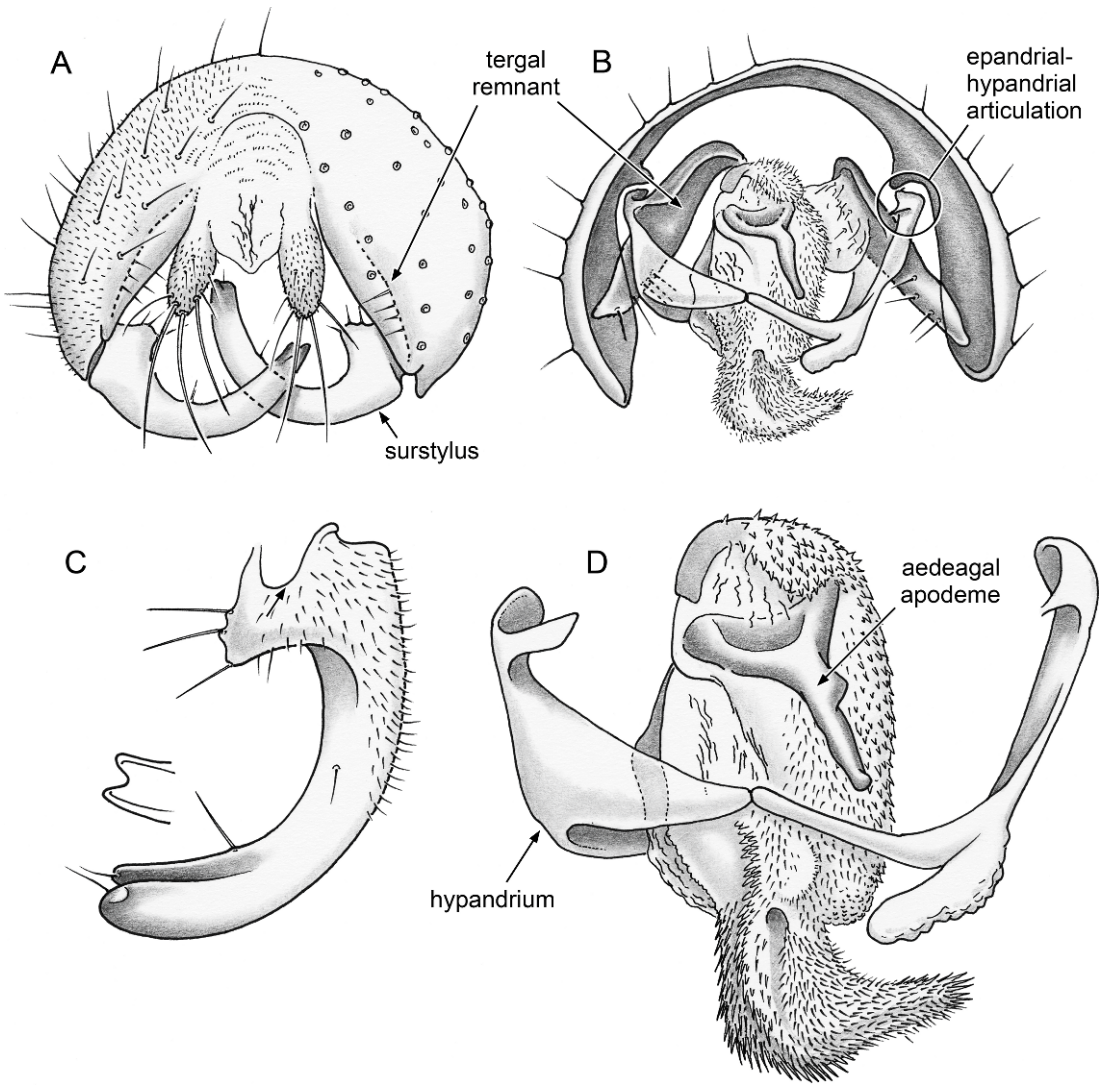 A
tergal
remnant
B
epandrial-
hypandrial
articulation
surstylus
C
D
aedeagal
apodeme
hypandrium